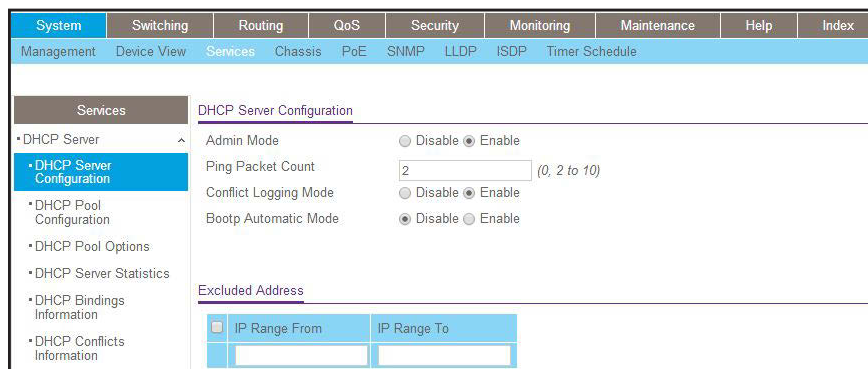 System Switching Routing QoS Security Monitoring Maintenance Help Index
Management Device View Services Chassis PoE SNMP LLDP ISDP Timer Schedule
Services
DHCP Server
DHCP Server
Configuration
DHCP Pool
Configuration
DHCP Pool Options
DHCP Server Statistics
DHCP Bindings
Information
DHCP Conflicts
Information
DHCP Server Configuration
Admin Mode Disable Enable
Ping Packet Count 2 (0, 2 to 10)
Conflict Logging Mode Disable Enable
Bootp Automatic Mode Disable Enable
Excluded Address
IP Range From IP Range To